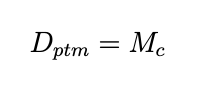 $D_{ptm} = M_c$